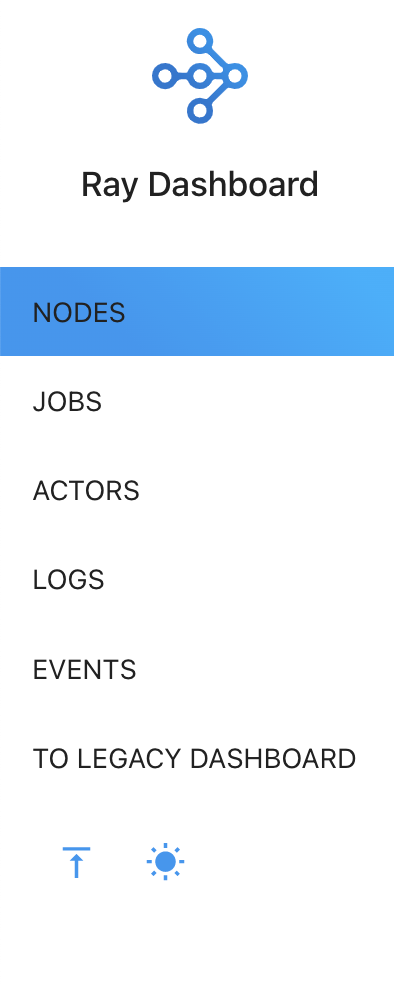 Ray Dashboard
NODES
JOBS
ACTORS
LOGS
EVENTS
TO LEGACY DASHBOARD